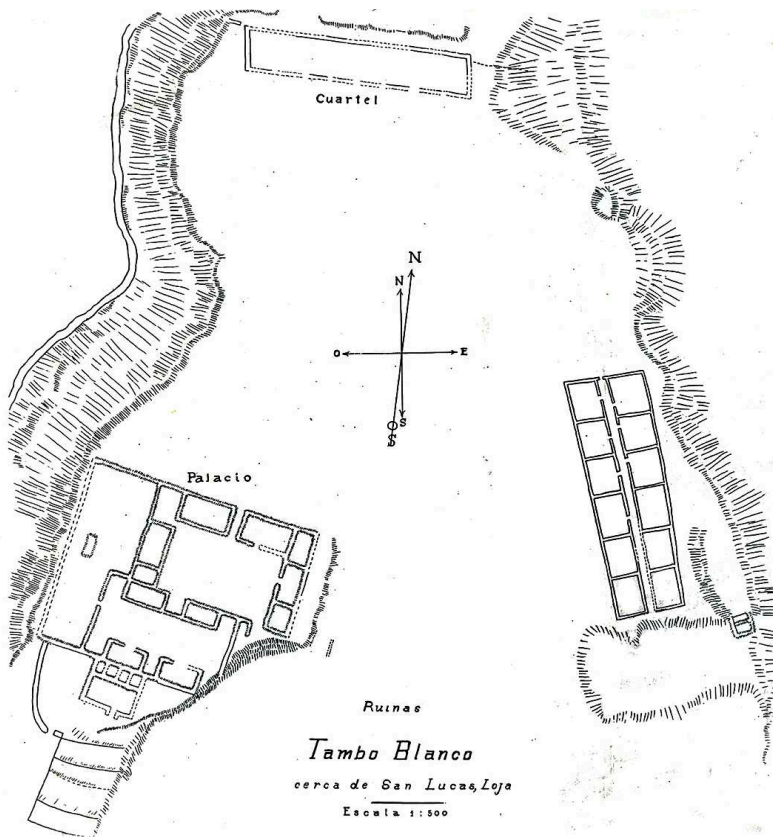 Cuartel
N
N
O
E
S
S
Palacio
Ruinas
Tambo Blanco
cerca de San Lucas, Loja
Escala 1:500